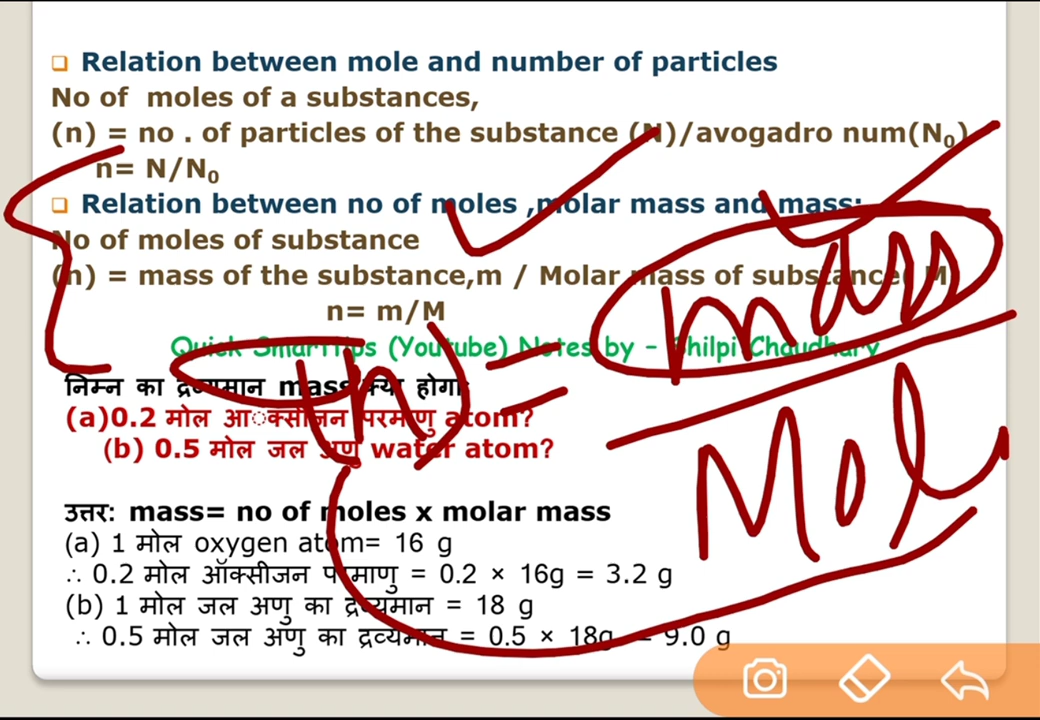 Relation between mole and number of particles
No of moles of a substances,
(n) = no . of particles of the substance (N)/avogadro num(N₀)
n= N/N₀
Relation between no of moles ,molar mass and mass:
No of moles of substance
(n) = mass of the substance,m / Molar mass of substance( M)
n= m/M
Quick SmartTips (Youtube) Notes by - Shilpi Chaudhary
निम्न का द्रव्यमान mass क्या होगा
(a)0.2 मोल आॅक्सीजन परमाणु atom?
(b) 0.5 मोल जल अणु water atom?
उत्तर: mass= no of moles x molar mass
(a) 1 मोल oxygen atom= 16 g
∴ 0.2 मोल ऑक्सीजन परमाणु = 0.2 × 16g = 3.2 g
(b) 1 मोल जल अणु का द्रव्यमान = 18 g
∴ 0.5 मोल जल अणु का द्रव्यमान = 0.5 × 18g = 9.0 g
(n) = mass
Mole